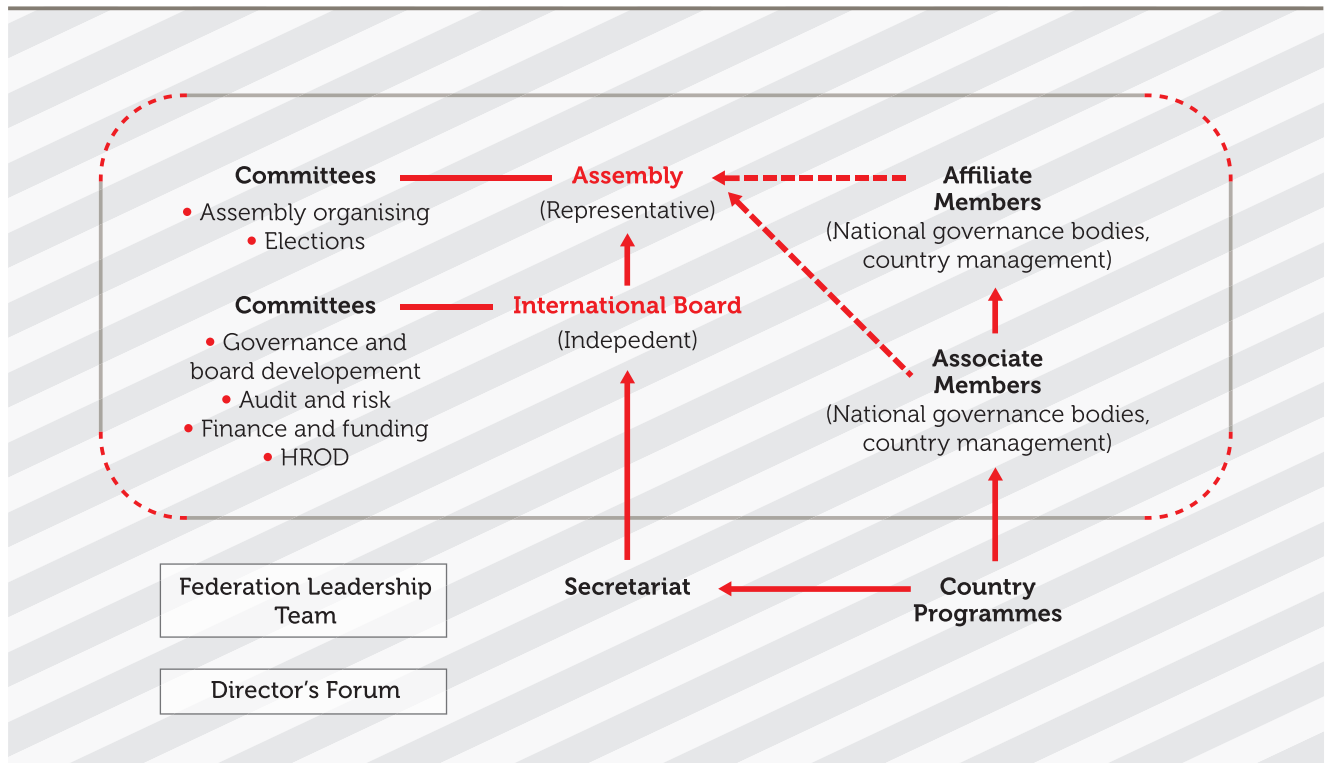 Committees
• Assembly organising
• Elections
Assembly
(Representative)
Affiliate
Members
(National governance bodies,
country management)
Committees
• Governance and
board developement
• Audit and risk
• Finance and funding
• HROD
International Board
(Indepedent)
Associate
Members
(National governance bodies,
country management)
Federation Leadership
Team
Secretariat
Country
Programmes
Director’s Forum